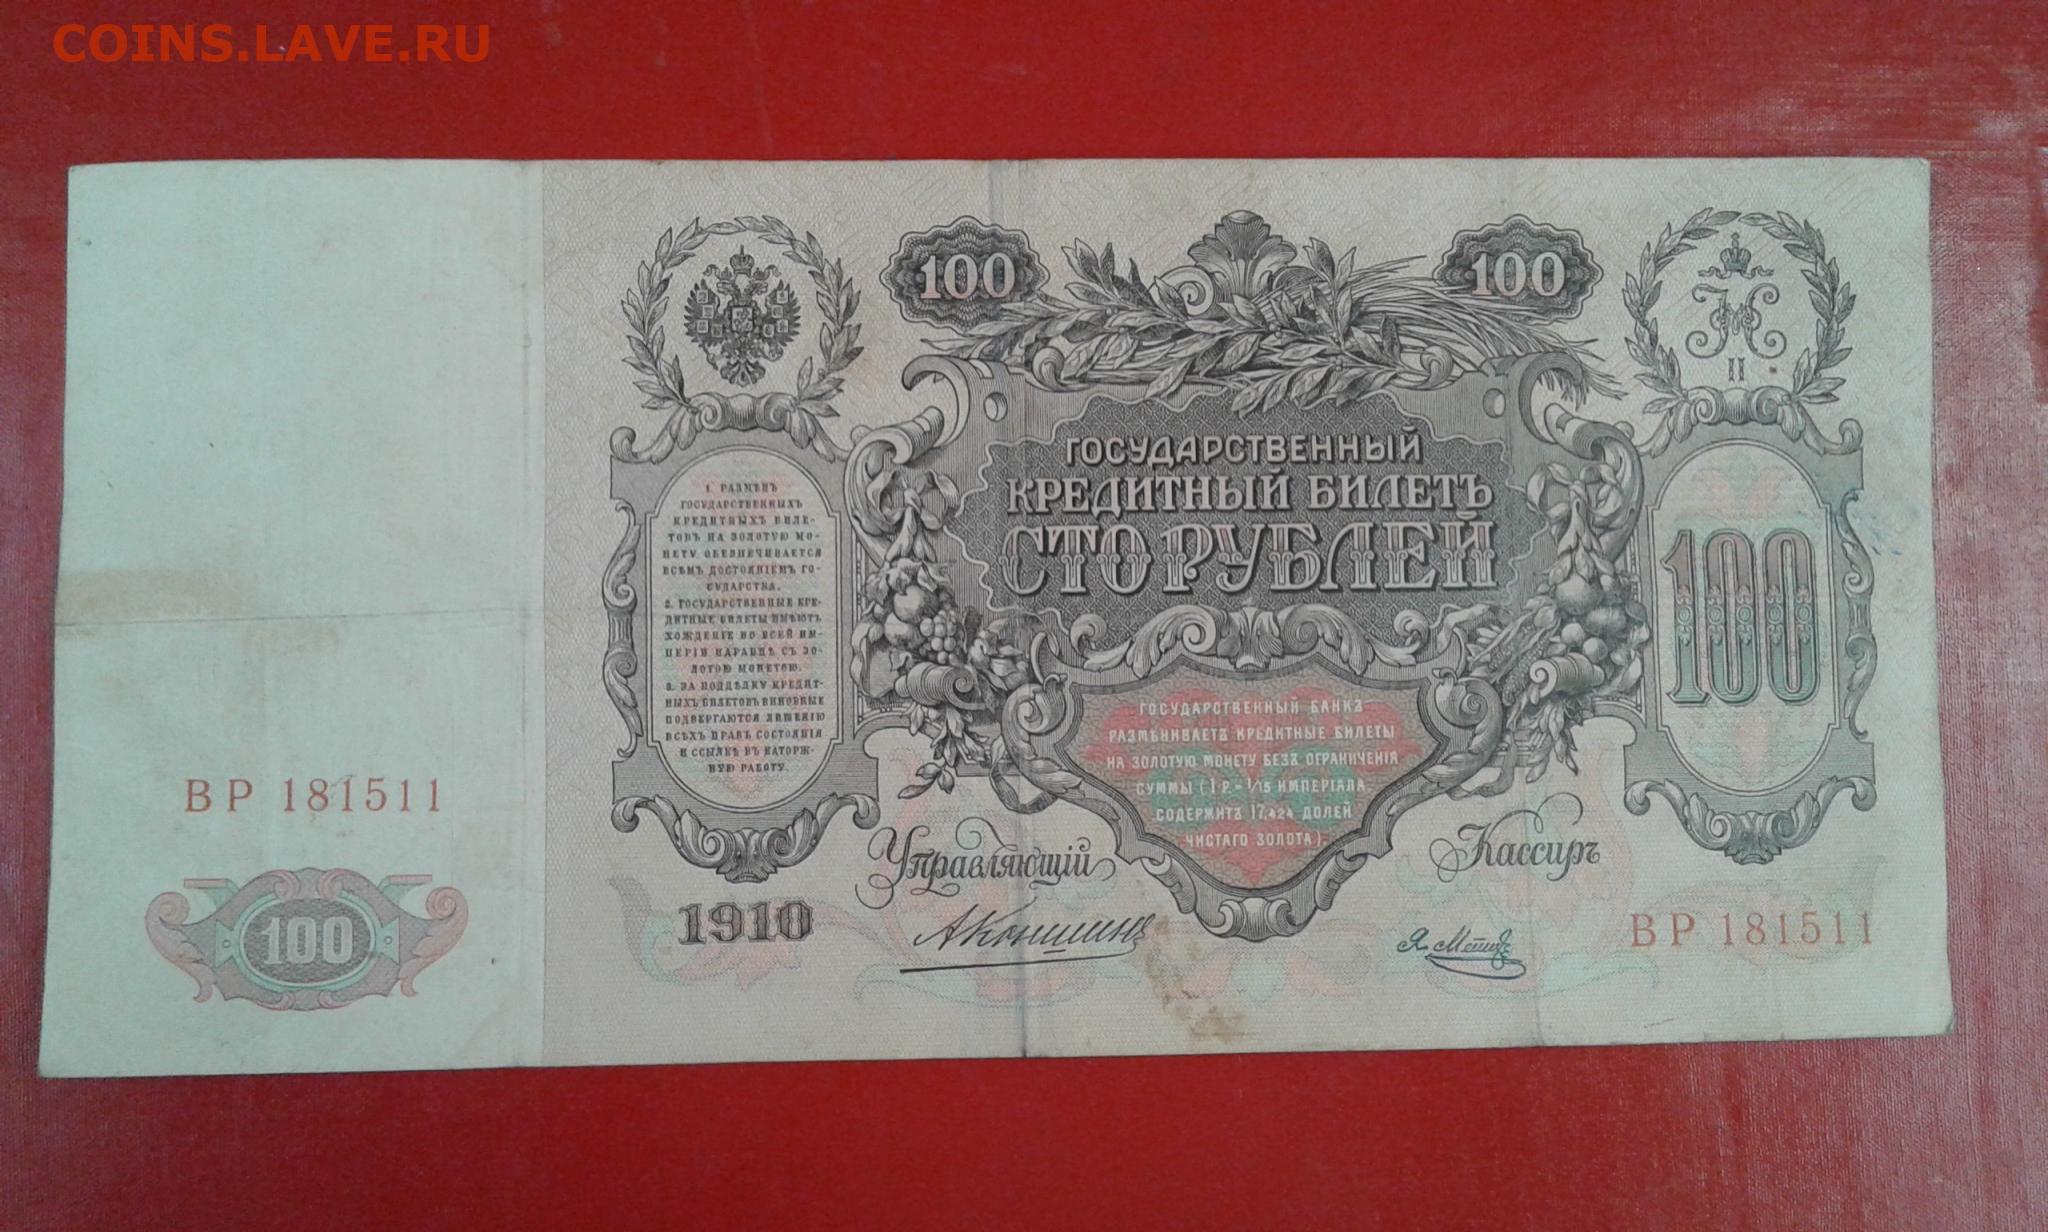 COINS.LAVE.RU
100
100
II
ГОСУДАРСТВЕННЫЙ
КРЕДИТНЫЙ БИЛЕТЪ
СТО РУБЛЕЙ
1. РАЗМѢНЪ
ГОСУДАРСТВЕННЫХЪ
КРЕДИТНЫХЪ БИЛЕ-
ТОВЪ НА ЗОЛОТУЮ МО-
НЕТУ ОБЕЗПЕЧИВАЕТСЯ
ВСѢМЪ ДОСТОЯНІЕМЪ ГО-
СУДАРСТВА.
2. ГОСУДАРСТВЕННЫЕ КРЕ-
ДИТНЫЕ БИЛЕТЫ ИМѢЮТЪ
ХОЖДЕНІЕ ВО ВСЕЙ ИМ-
ПЕРІИ НАРАВНѢ СЪ ЗО-
ЛОТОЮ МОНЕТОЮ.
3. ЗА ПОДДѢЛКУ КРЕДИТ-
НЫХЪ БИЛЕТОВЪ ВИНОВНЫЕ
ПОДВЕРГАЮТСЯ ЛИШЕНІЮ
ВСѢХЪ ПРАВЪ СОСТОЯНІЯ
И ССЫЛКѢ ВЪ КАТОРЖ-
НУЮ РАБОТУ.
100
ГОСУДАРСТВЕННЫЙ БАНКЪ
РАЗМѢНИВАЕТЪ КРЕДИТНЫЕ БИЛЕТЫ
НА ЗОЛОТУЮ МОНЕТУ БЕЗЪ ОГРАНИЧЕНІЯ
СУММЫ (1 Р. = 1/15 ИМПЕРІАЛА,
СОДЕРЖИТЪ 17,424 ДОЛЕЙ
ЧИСТАГО ЗОЛОТА).
ВР 181511
100
Управляющій
Кассиръ
1910
АКоншинъ
Я. Метцъ
ВР 181511